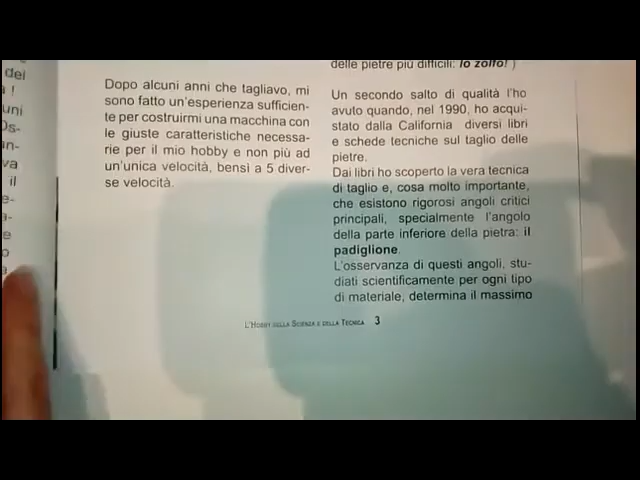 dei
a !
uni
Os-
an-
va
il
e-
a-
e
o
a
Dopo alcuni anni che tagliavo, mi
sono fatto un'esperienza sufficien-
te per costruirmi una macchina con
le giuste caratteristiche necessa-
rie per il mio hobby e non più ad
un'unica velocità, bensì a 5 diver-
se velocità.
delle pietre più difficili: lo zolfo! )
Un secondo salto di qualità l'ho
avuto quando, nel 1990, ho acqui-
stato dalla California diversi libri
e schede tecniche sul taglio delle
pietre.
Dai libri ho scoperto la vera tecnica
di taglio e, cosa molto importante,
che esistono rigorosi angoli critici
principali, specialmente l'angolo
della parte inferiore della pietra: il
padiglione.
L'osservanza di questi angoli, stu-
diati scientificamente per ogni tipo
di materiale, determina il massimo
L'Hobby della Scienza e della Tecnica 3